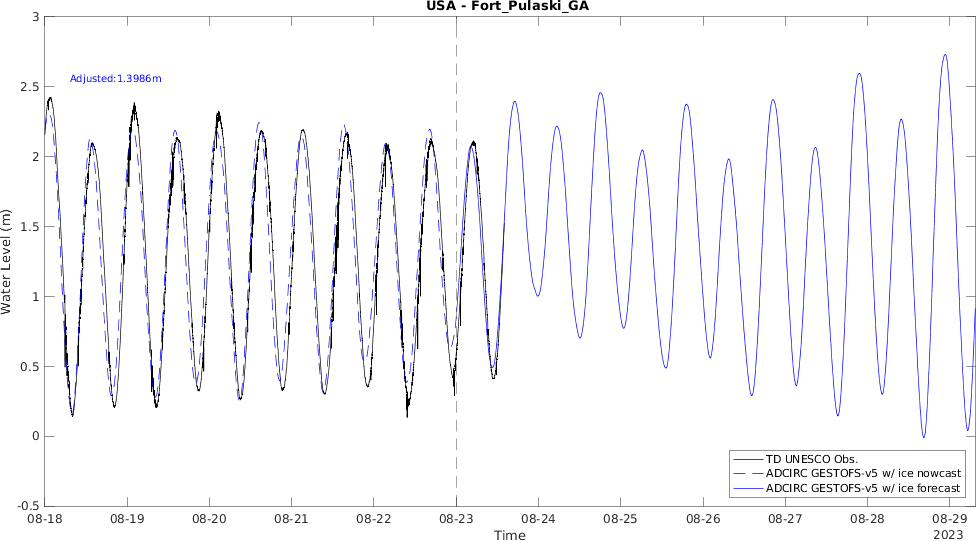 USA - Fort_Pulaski_GA
3
2.5
2
1.5
1
0.5
0
-0.5
Water Level (m)
Adjusted:1.3986m
TD UNESCO Obs.
ADCIRC GESTOFS-v5 w/ ice nowcast
ADCIRC GESTOFS-v5 w/ ice forecast
08-18 08-19 08-20 08-21 08-22 08-23 08-24 08-25 08-26 08-27 08-28 08-29
2023
Time